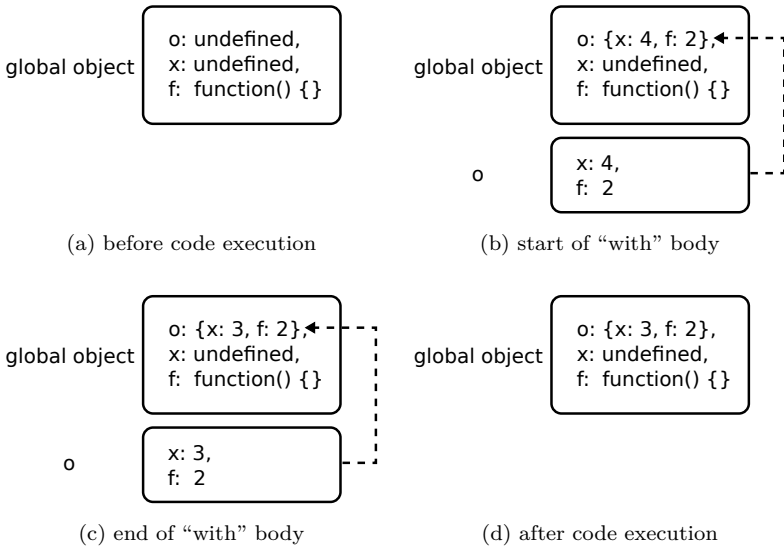 o: undefined,
x: undefined,
f: function() {}
global object
(a) before code execution
o: {x: 4, f: 2},
x: undefined,
f: function() {}
global object
x: 4,
f: 2
o
(b) start of “with” body
o: {x: 3, f: 2},
x: undefined,
f: function() {}
global object
x: 3,
f: 2
o
(c) end of “with” body
o: {x: 3, f: 2},
x: undefined,
f: function() {}
global object
(d) after code execution